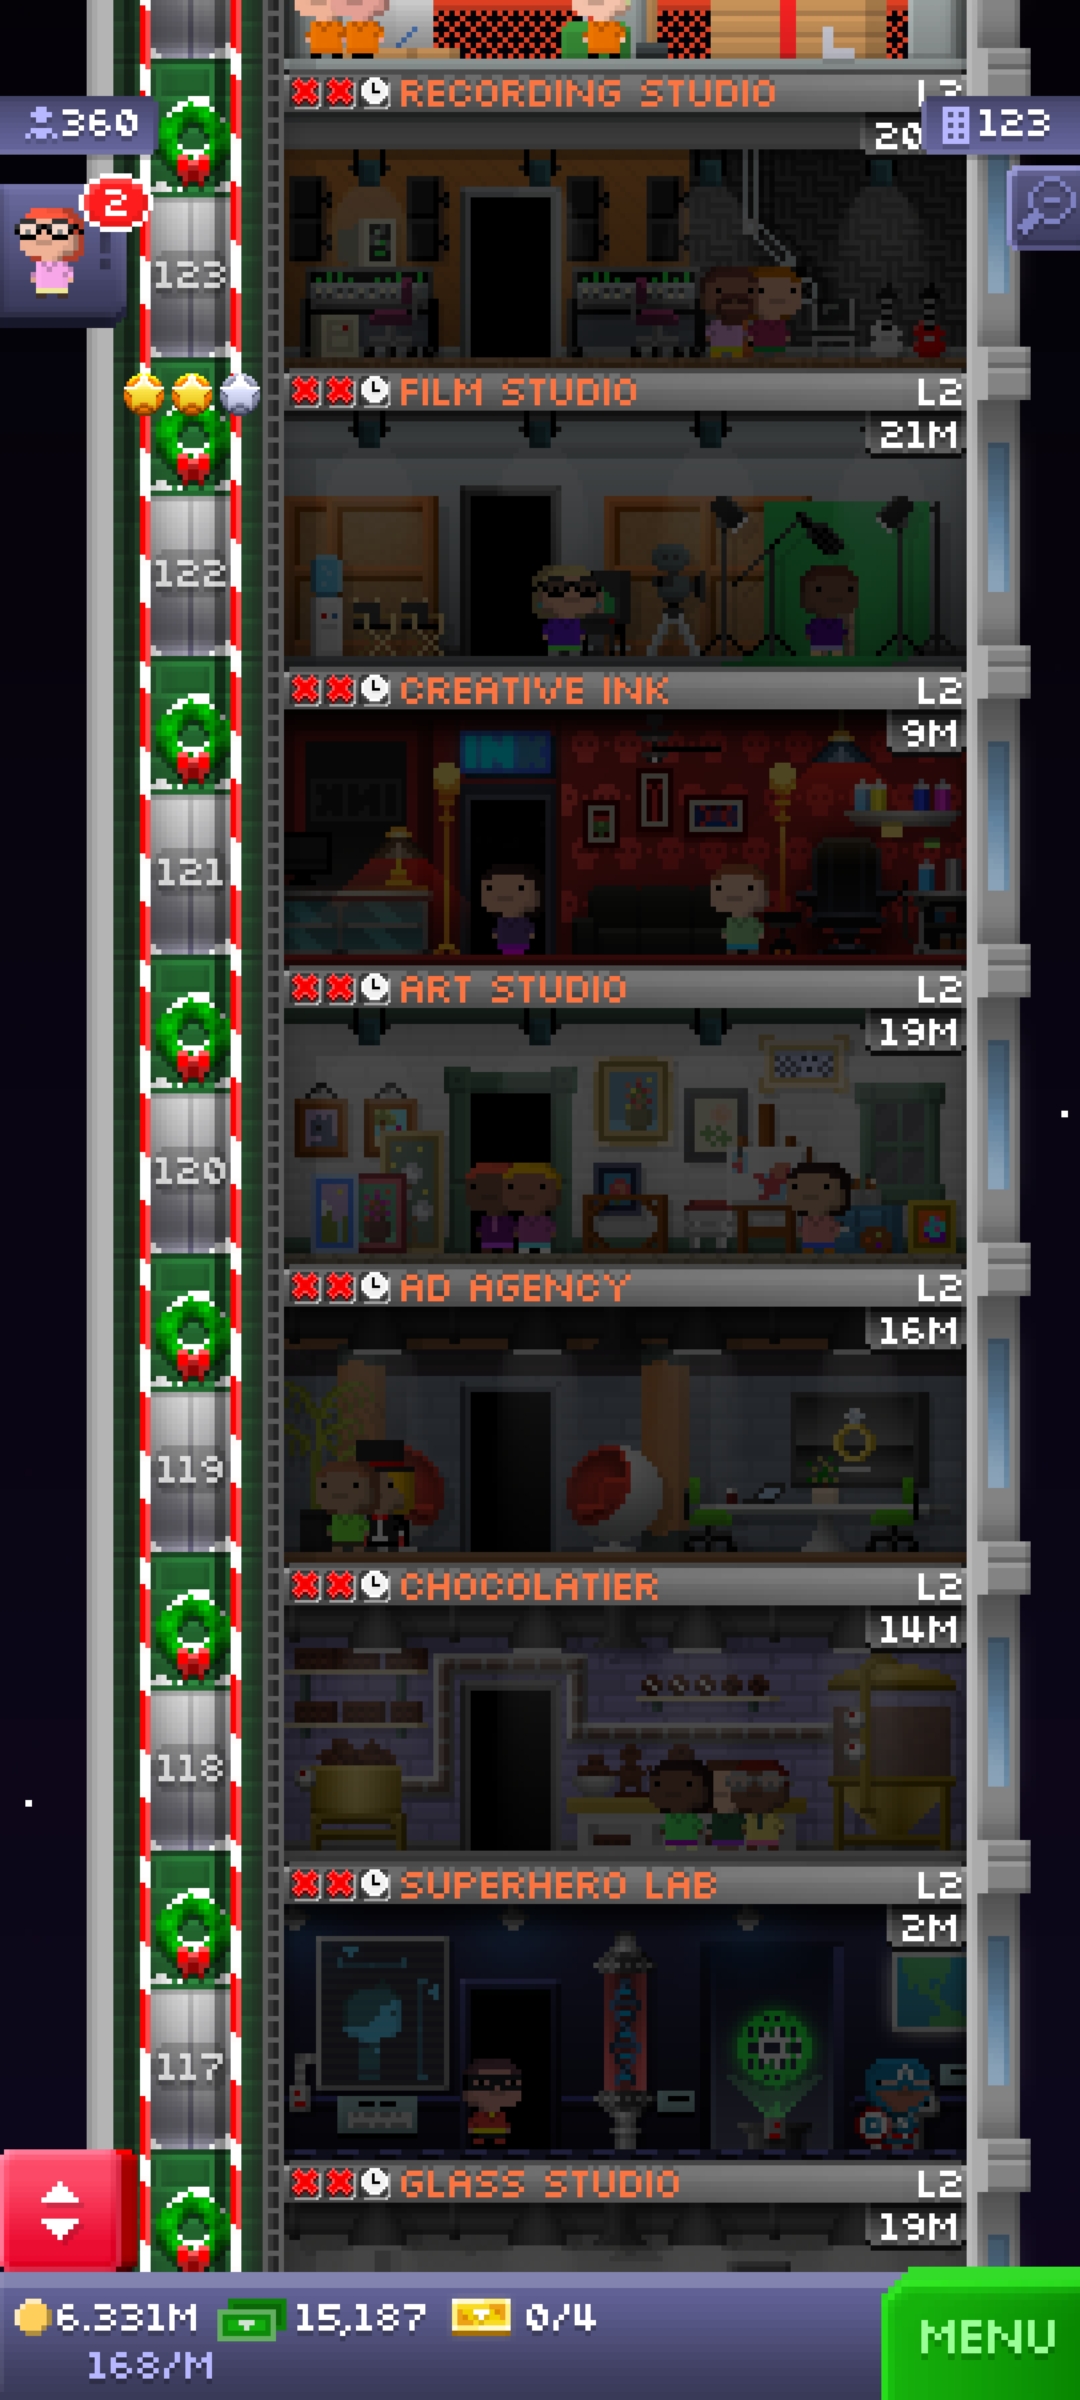 RECORDING STUDIO
360
123
20
2
123
FILM STUDIO L2
21M
122
CREATIVE INK L2
9M
INK
121
ART STUDIO L2
19M
120
AD AGENCY L2
16M
119
CHOCOLATIER L2
14M
118
SUPERHERO LAB L2
2M
117
GLASS STUDIO L2
19M
6.331M 15,187 0/4
168/M
MENU